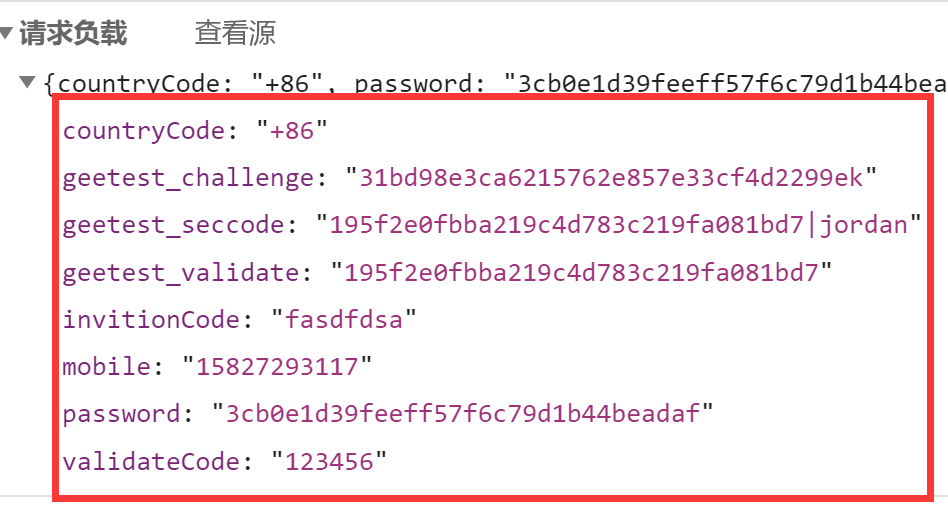 请求负载 查看源
{countryCode: "+86", password: "3cb0e1d39feeff57f6c79d1b44bea
countryCode: "+86"
geetest_challenge: "31bd98e3ca6215762e857e33cf4d2299ek"
geetest_seccode: "195f2e0fbba219c4d783c219fa081bd7|jordan"
geetest_validate: "195f2e0fbba219c4d783c219fa081bd7"
invitionCode: "fasdfdsa"
mobile: "15827293117"
password: "3cb0e1d39feeff57f6c79d1b44beadaf"
validateCode: "123456"